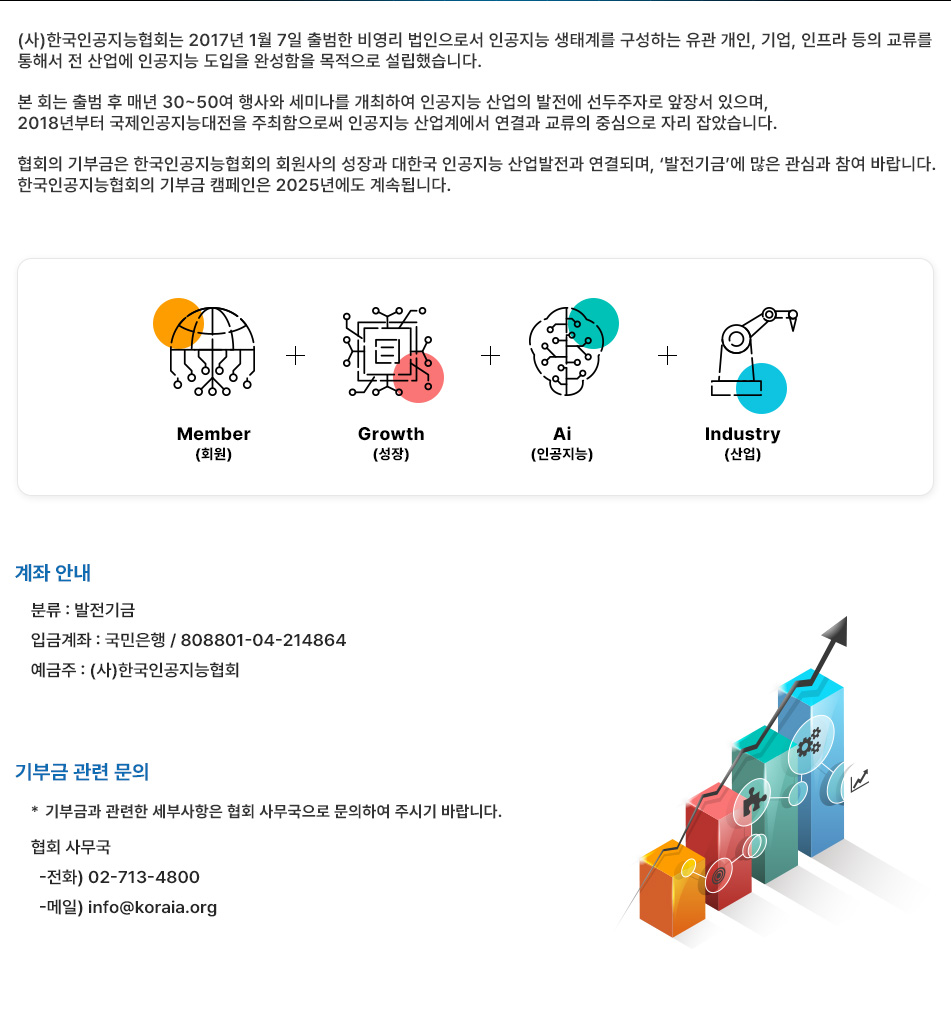 (사)한국인공지능협회는 2017년 1월 7일 출범한 비영리 법인으로서 인공지능 생태계를 구성하는 유관 개인, 기업, 인프라 등의 교류를
통해서 전 산업에 인공지능 도입을 완성함을 목적으로 설립했습니다.
본 회는 출범 후 매년 30~50여 행사와 세미나를 개최하여 인공지능 산업의 발전에 선두주자로 앞장서 있으며,
2018년부터 국제인공지능대전을 주최함으로써 인공지능 산업계에서 연결과 교류의 중심으로 자리 잡았습니다.
협회의 기부금은 한국인공지능협회의 회원사의 성장과 대한국 인공지능 산업발전과 연결되며, ‘발전기금’에 많은 관심과 참여 바랍니다.
한국인공지능협회의 기부금 캠페인은 2025년에도 계속됩니다.
Member
(회원)
Growth
(성장)
Ai
(인공지능)
Industry
(산업)
계좌 안내
분류 : 발전기금
입금계좌 : 국민은행 / 808801-04-214864
예금주 : (사)한국인공지능협회
기부금 관련 문의
* 기부금과 관련한 세부사항은 협회 사무국으로 문의하여 주시기 바랍니다.
협회 사무국
-전화) 02-713-4800
-메일) info@koraia.org